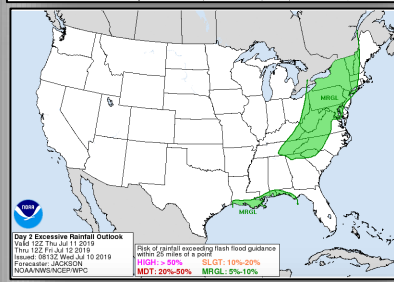 MRGL
MRGL
NOAA
Day 2 Excessive Rainfall Outlook
Valid 12Z Thu Jul 11 2019
Thru 12Z Fri Jul 12 2019
Issued: 0813Z Wed Jul 10 2019
Forecaster: JACKSON
NOAA/NWS/NCEP/WPC
Risk of rainfall exceeding flash flood guidance
within 25 miles of a point
HIGH: > 50% SLGT: 10%-20%
MDT: 20%-50% MRGL: 5%-10%